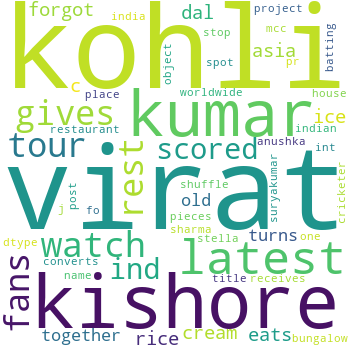 kohli
forgot
dal
india
project
mcc
batting
stop
pr
object
spot
asia
c
worldwide
house
gives
kumar
ice
place
indian
restaurant
anushka
int
tour
scored
rest
virat
cricketer
suryakumar
shuffle
old
post
fo
j
pieces
sharma
turns
stella
one
watch
ind
latest
fans
dtype
converts
name
title
receives
kishore
together
rice
cream
eats
bungalow